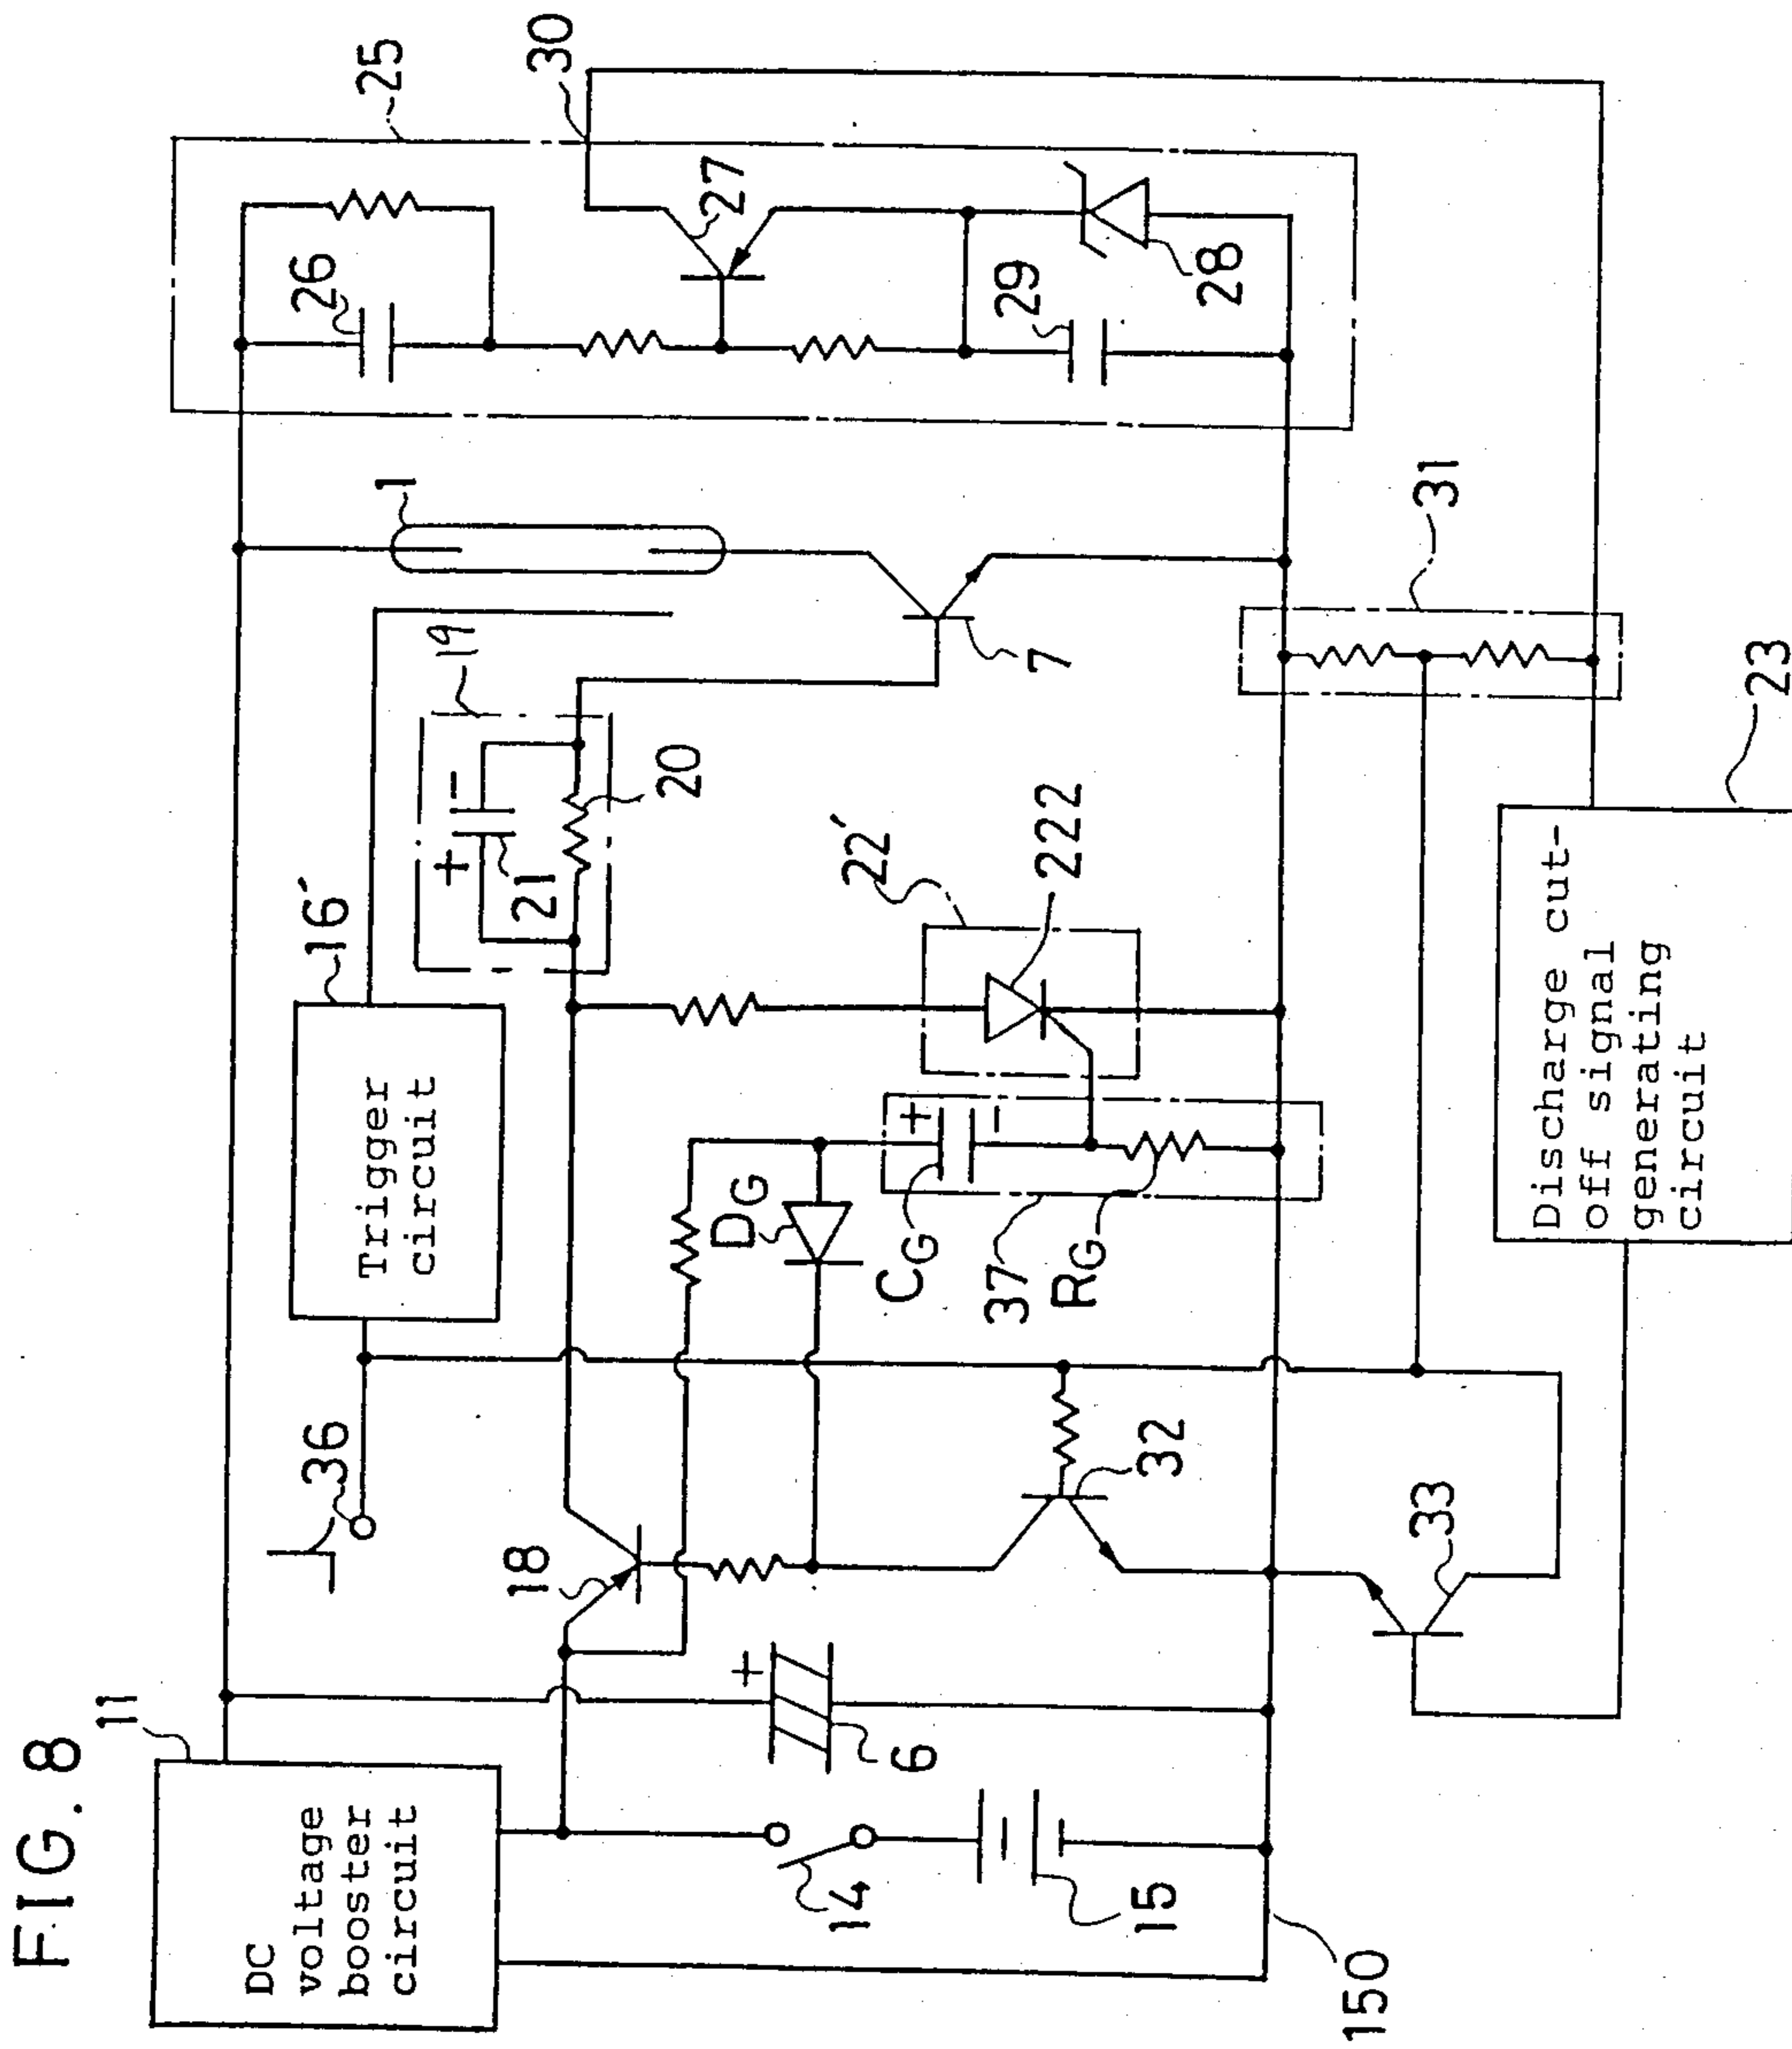 FIG. 8
11
DC
voltage
booster
circuit
36
Trigger
circuit
16´
19
+ −
21
20
1
25
26
27
30
29
28
18
+
6
14
15
150
32
33
DG
CG
+
−
37
RG
22´
222
7
31
23
Discharge cut-
off signal
generating
circuit